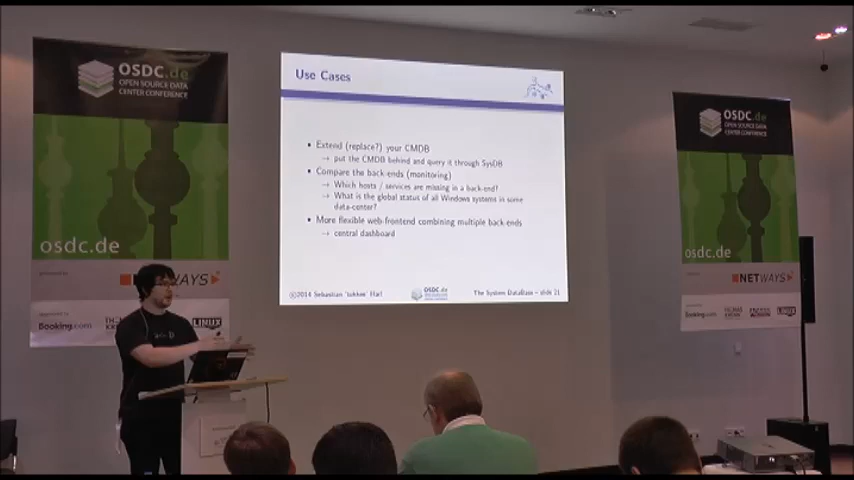 OSDC.de
OPEN SOURCE DATA
CENTER CONFERENCE
osdc.de
NETWAYS
Booking.com
LINUX
Use Cases
Extend (replace?) your CMDB
→ put the CMDB behind and query it through SysDB
Compare the back-ends (monitoring)
→ Which hosts / services are missing in a back-end?
→ What is the global status of all Windows systems in some
data-center?
More flexible web-frontend combining multiple back-ends
→ central dashboard
©2014 Sebastian 'tokkee' Harl
OSDC.de
The System DataBase – slide 21
OSDC.de
OPEN SOURCE DATA
CENTER CONFERENCE
osdc.de
NETWAYS
Booking.com
LINUX